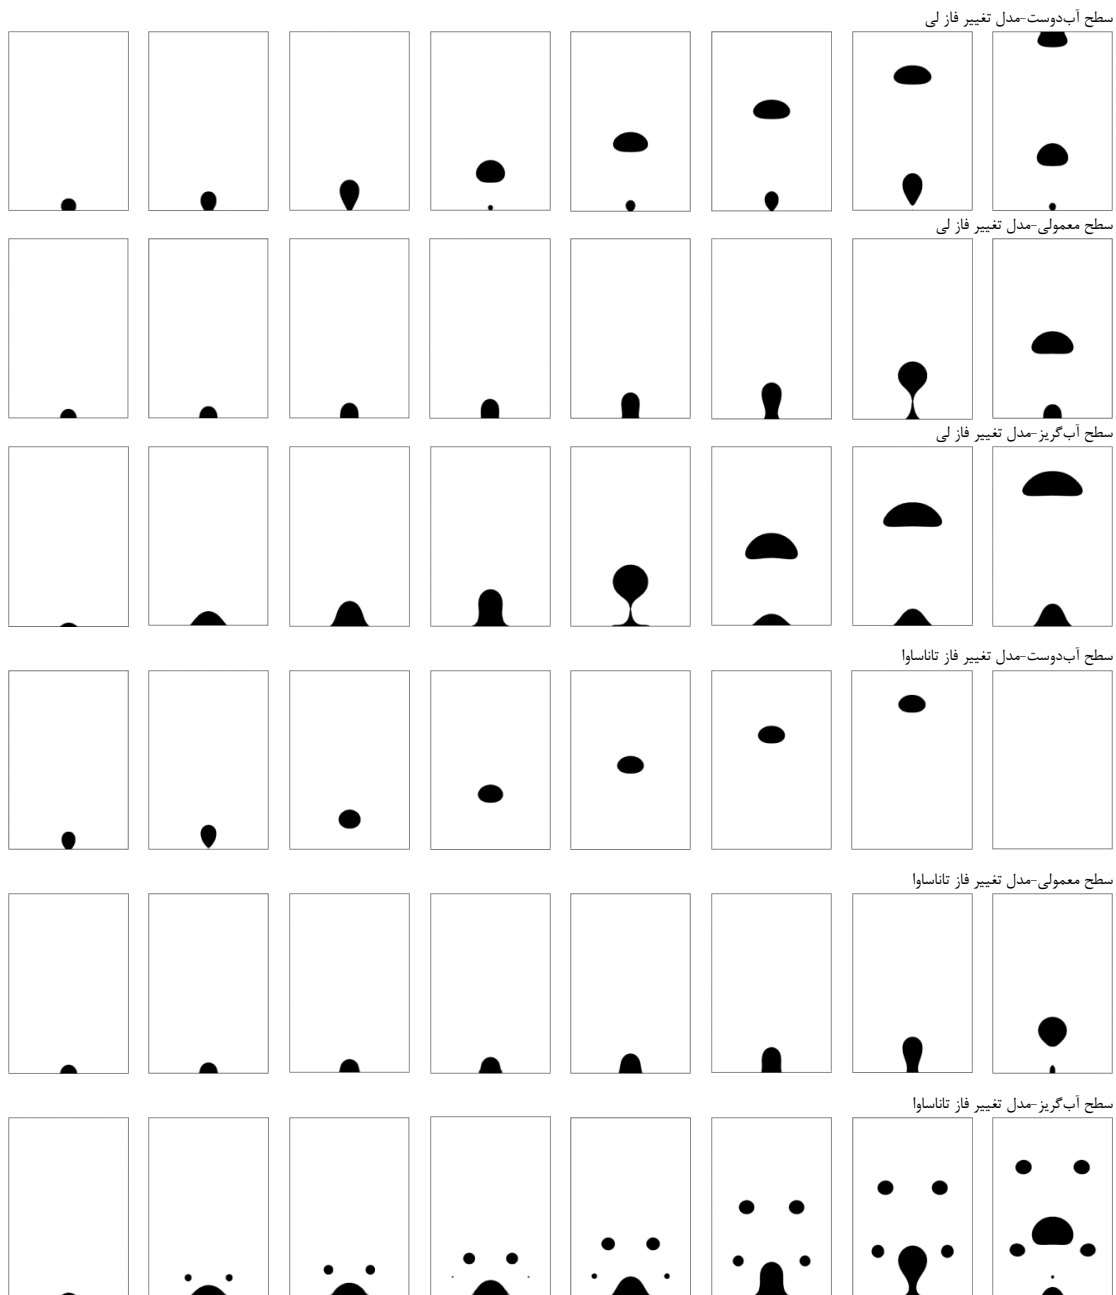 سطح آب‌دوست-مدل تغییر فاز لی
سطح معمولی-مدل تغییر فاز لی
سطح آب‌گریز-مدل تغییر فاز لی
سطح آب‌دوست-مدل تغییر فاز تاناساوا
سطح معمولی-مدل تغییر فاز تاناساوا
سطح آب‌گریز-مدل تغییر فاز تاناساوا